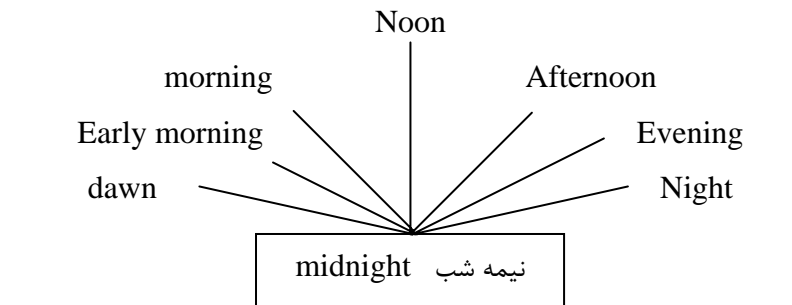 Noon
morning
Afternoon
Early morning
Evening
dawn
Night
midnight نیمه شب